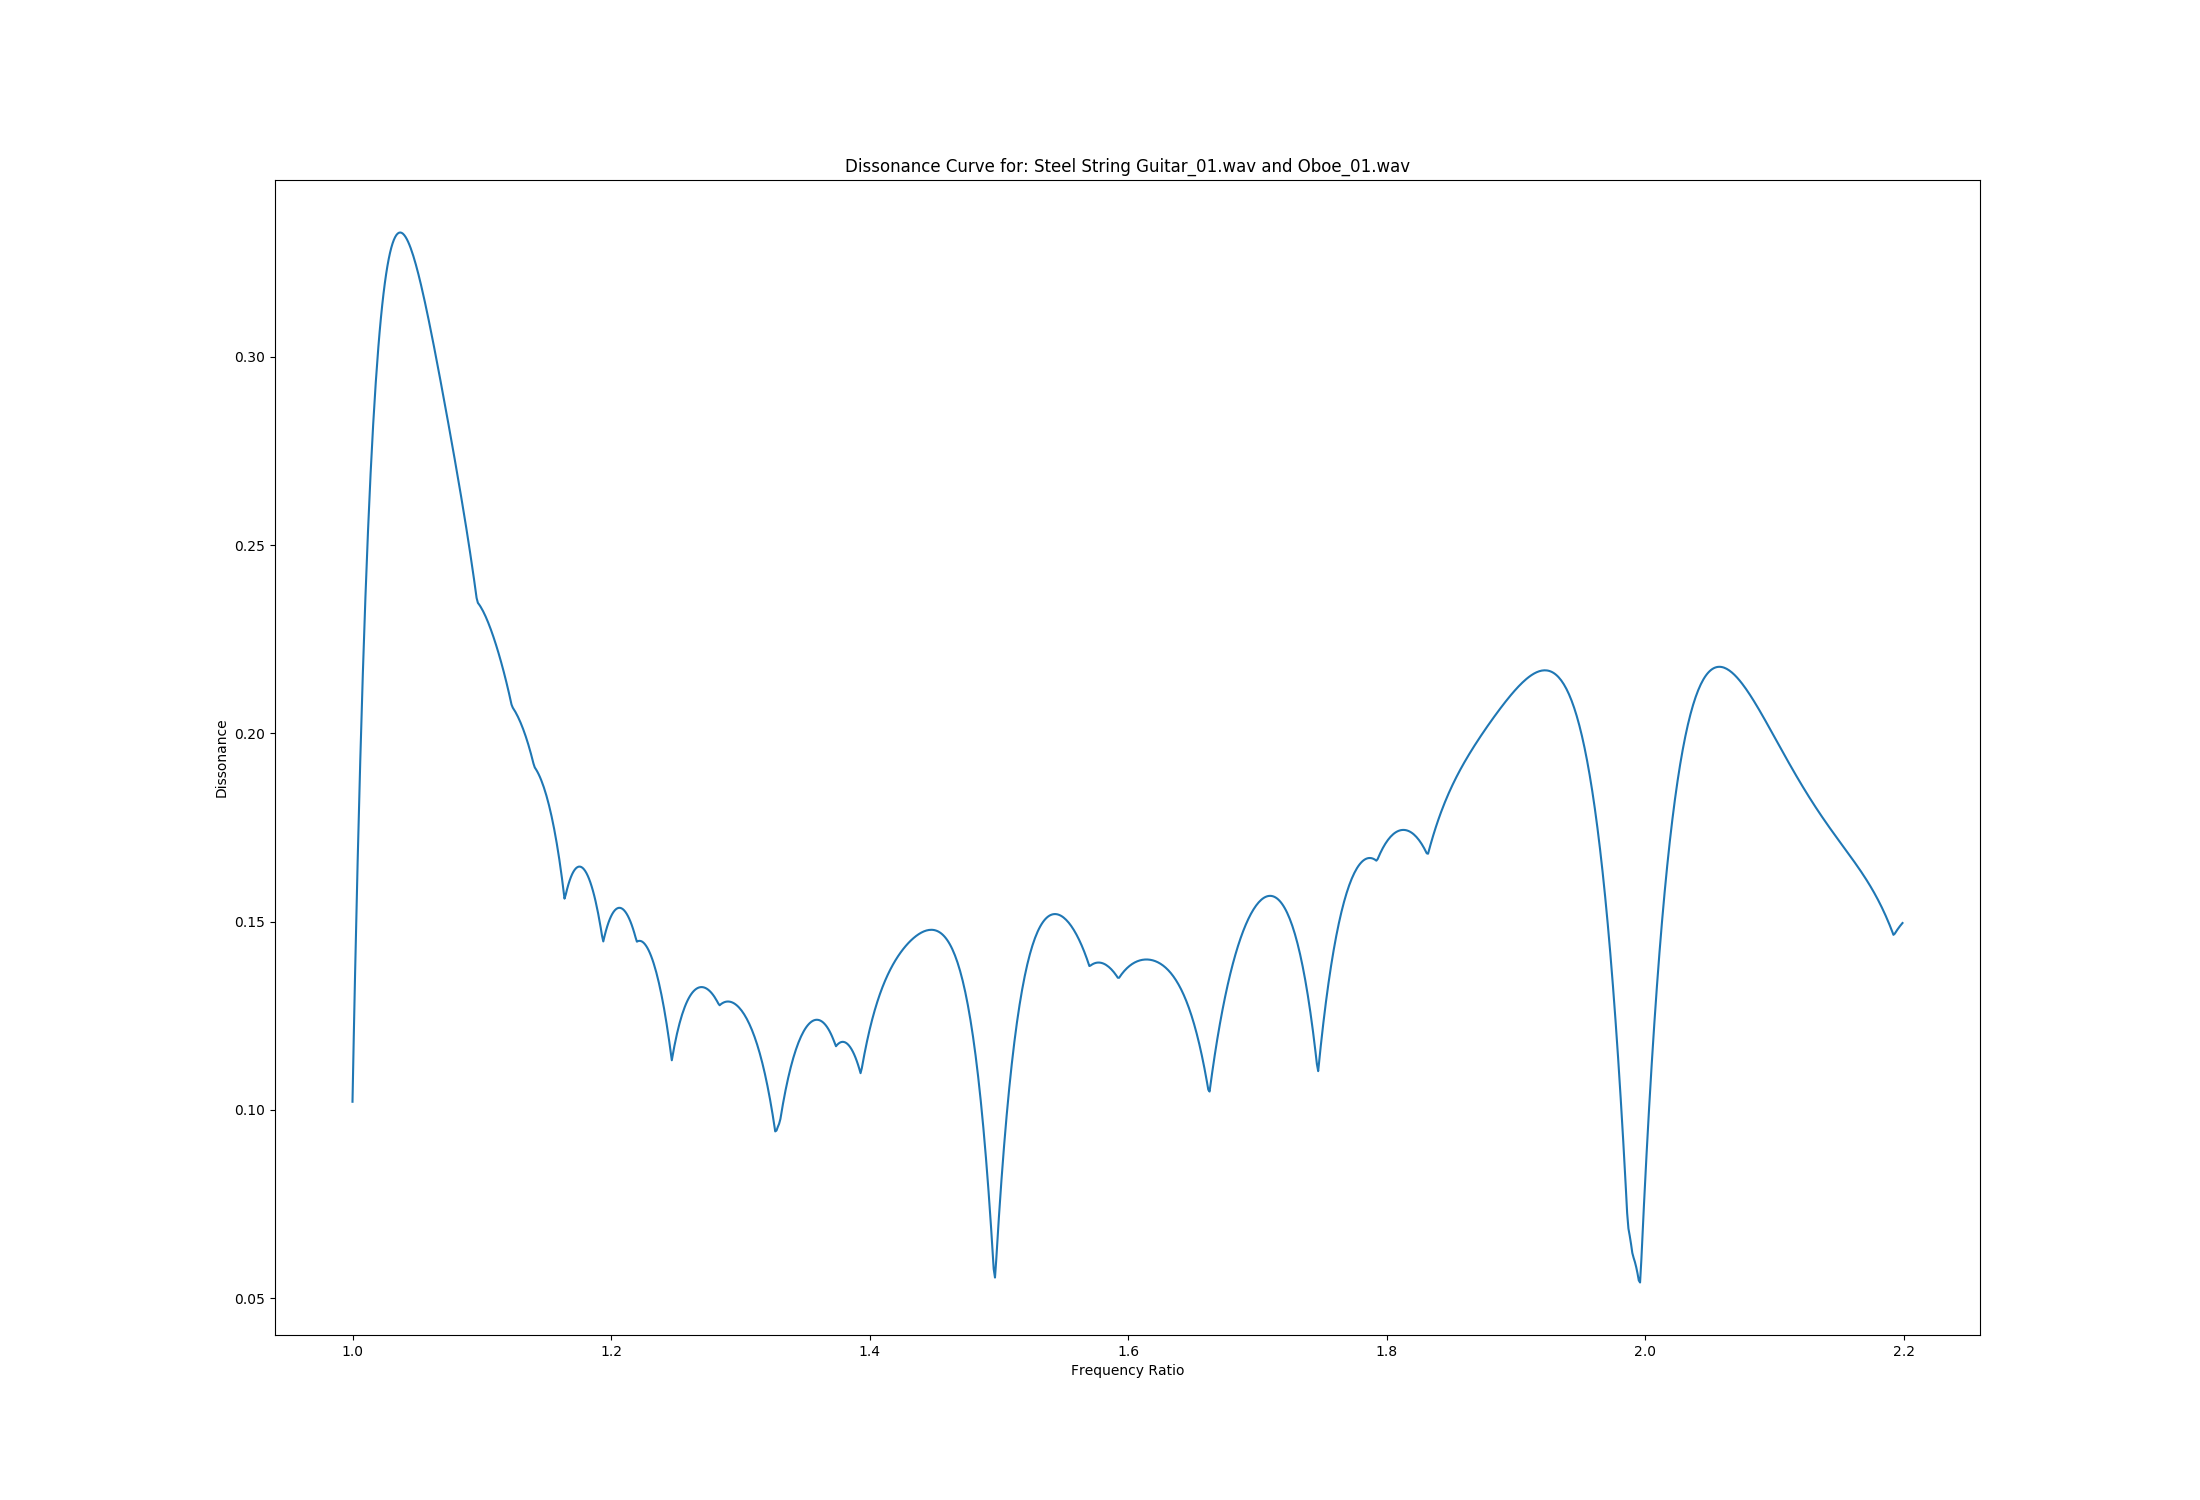 Dissonance Curve for: Steel String Guitar_01.wav and Oboe_01.wav
Dissonance
0.30
0.25
0.20
0.15
0.10
0.05
1.0 1.2 1.4 1.6 1.8 2.0 2.2
Frequency Ratio